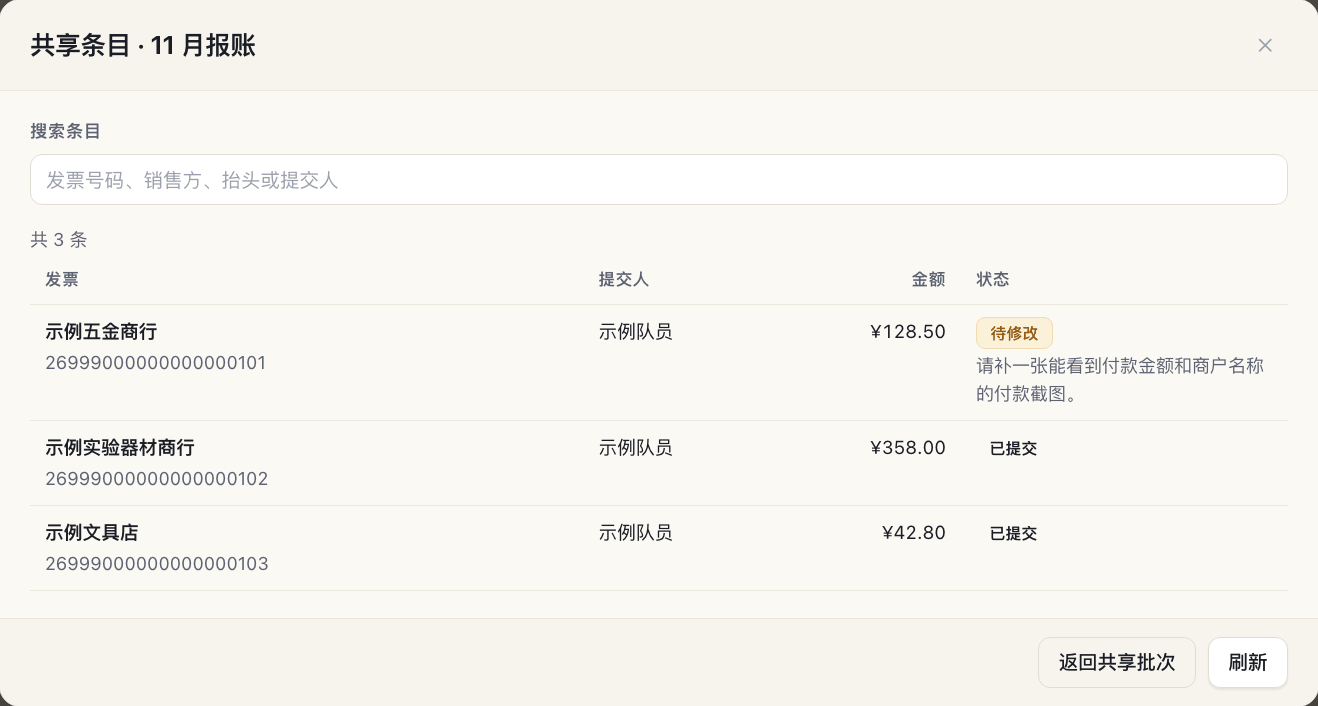 共享条目 · 11 月报账
搜索条目
发票号码、销售方、抬头或提交人
共 3 条
发票 提交人 金额 状态
示例五金商行 示例队员 ¥128.50 待修改
26999000000000000101
请补一张能看到付款金额和商户名称
的付款截图。
示例实验器材商行 示例队员 ¥358.00 已提交
26999000000000000102
示例文具店 示例队员 ¥42.80 已提交
26999000000000000103
返回共享批次 刷新